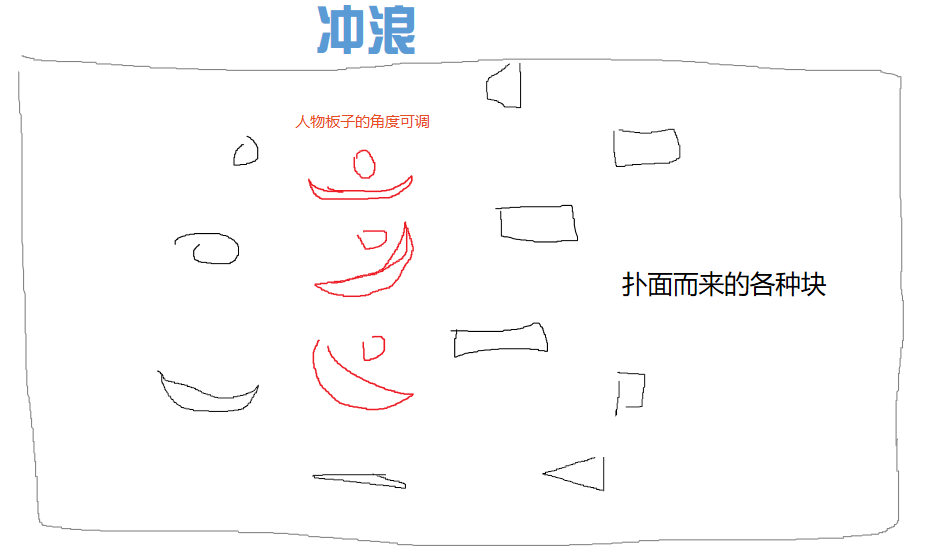 冲浪
人物板子的角度可调
扑面而来的各种块